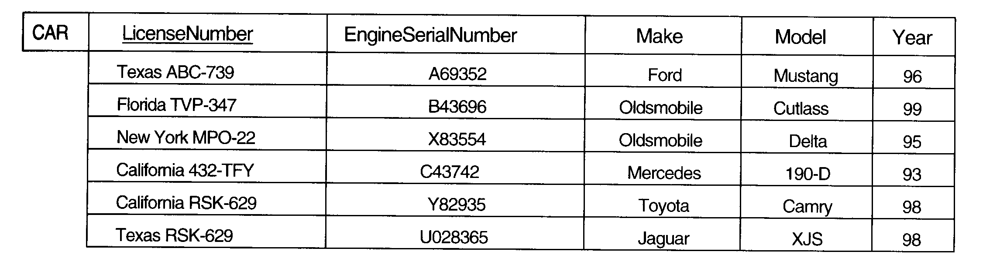 CAR LicenseNumber EngineSerialNumber Make Model Year
Texas ABC-739 A69352 Ford Mustang 96
Florida TVP-347 B43696 Oldsmobile Cutlass 99
New York MPO-22 X83554 Oldsmobile Delta 95
California 432-TFY C43742 Mercedes 190-D 93
California RSK-629 Y82935 Toyota Camry 98
Texas RSK-629 U028365 Jaguar XJS 98